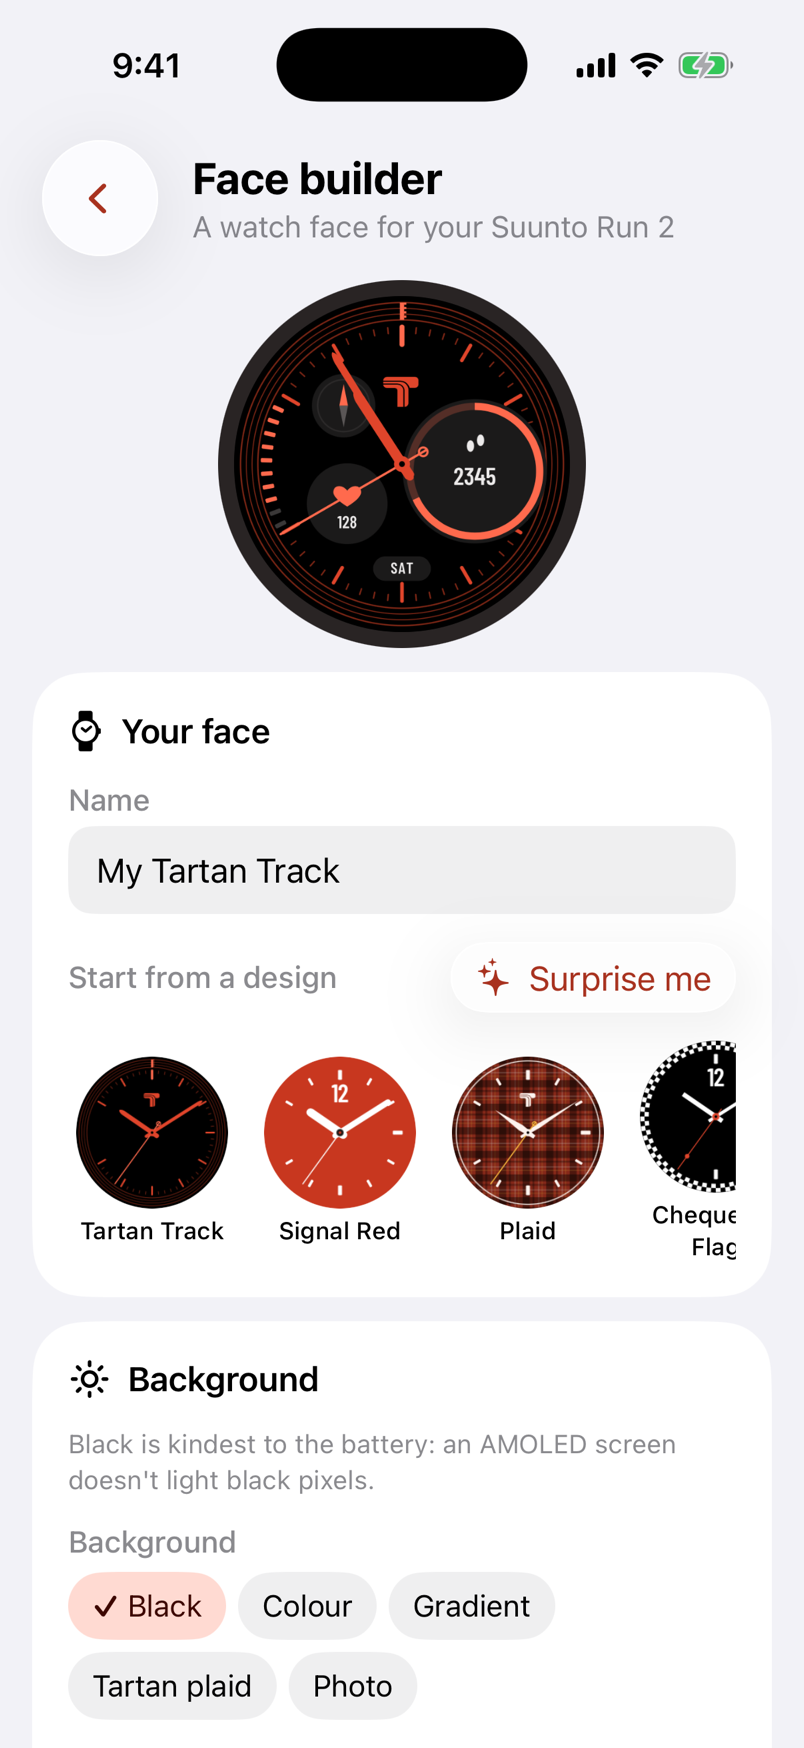 9:41
Face builder
A watch face for your Suunto Run 2
2345
128
SAT
Your face
Name
My Tartan Track
Start from a design
Surprise me
12
12
Tartan Track
Signal Red
Plaid
Cheque
Flag
Background
Black is kindest to the battery: an AMOLED screen
doesn't light black pixels.
Background
Black
Colour
Gradient
Tartan plaid
Photo